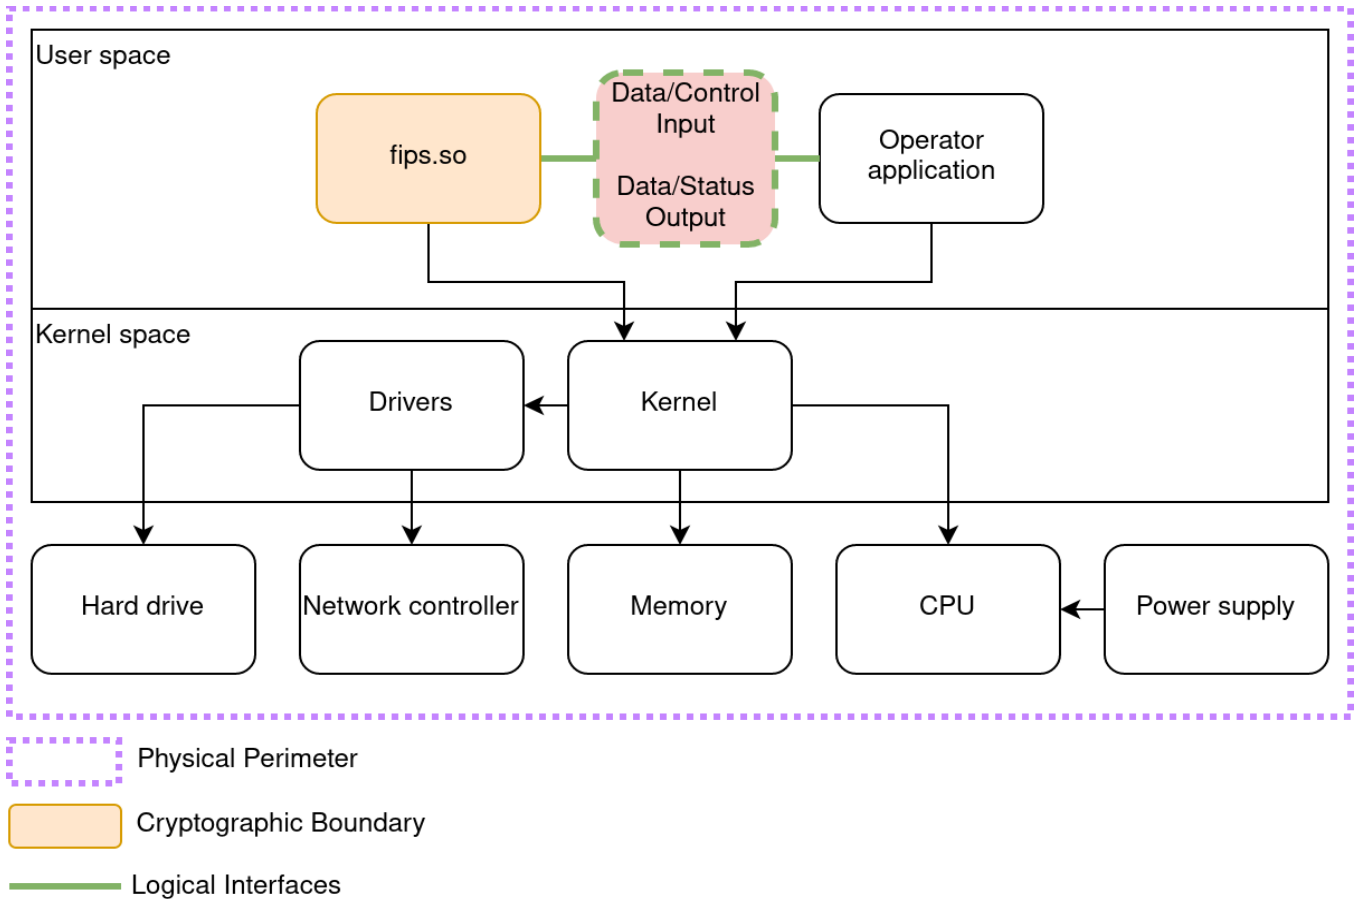 User space
fips.so
Data/Control
Input
Data/Status
Output
Operator
application
Kernel space
Drivers
Kernel
Hard drive
Network controller
Memory
CPU
Power supply
Physical Perimeter
Cryptographic Boundary
Logical Interfaces